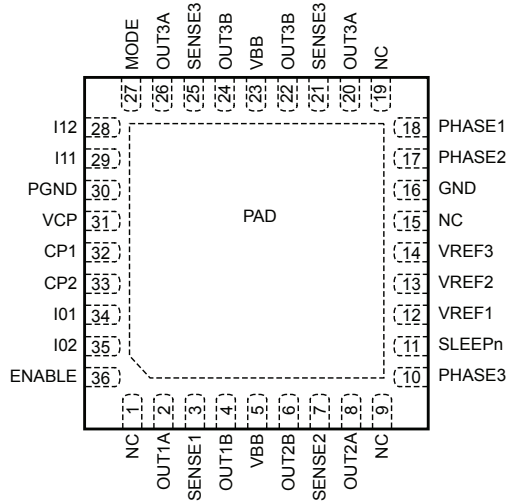 MODE
OUT3A
SENSE3
OUT3B
VBB
OUT3B
SENSE3
OUT3A
NC
27
26
25
24
23
22
21
20
19
I12 28
I11 29
PGND 30
VCP 31
CP1 32
CP2 33
I01 34
I02 35
ENABLE 36
PAD
18 PHASE1
17 PHASE2
16 GND
15 NC
14 VREF3
13 VREF2
12 VREF1
11 SLEEPn
10 PHASE3
1
2
3
4
5
6
7
8
9
NC
OUT1A
SENSE1
OUT1B
VBB
OUT2B
SENSE2
OUT2A
NC